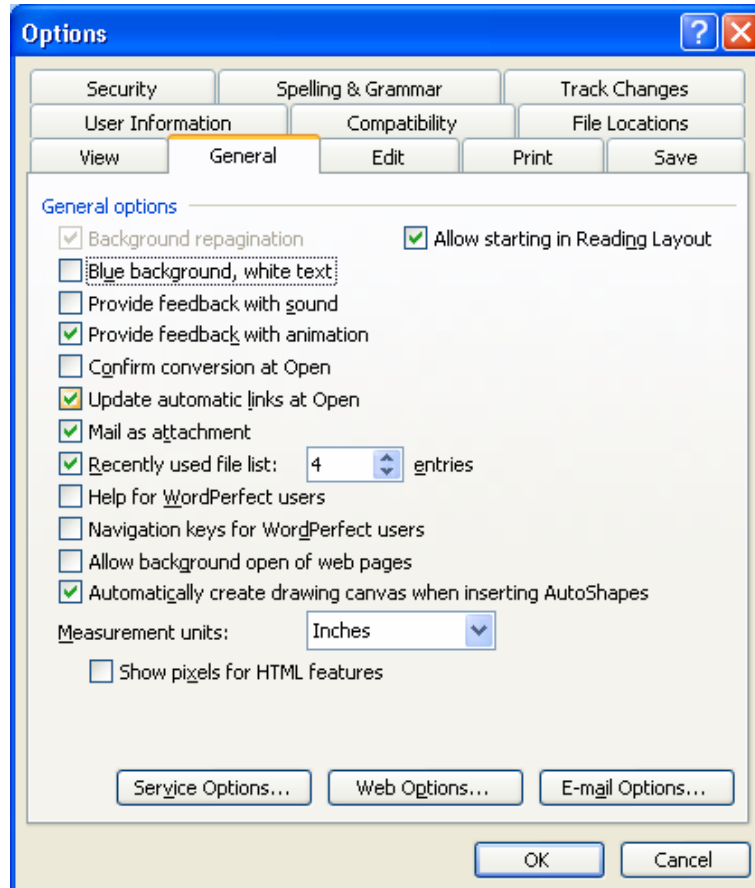 Options
Security Spelling & Grammar Track Changes
User Information Compatibility File Locations
View General Edit Print Save
General options
Background repagination Allow starting in Reading Layout
Blue background, white text
Provide feedback with sound
Provide feedback with animation
Confirm conversion at Open
Update automatic links at Open
Mail as attachment
Recently used file list: 4 entries
Help for WordPerfect users
Navigation keys for WordPerfect users
Allow background open of web pages
Automatically create drawing canvas when inserting AutoShapes
Measurement units: Inches
Show pixels for HTML features
Service Options... Web Options... E-mail Options...
OK Cancel